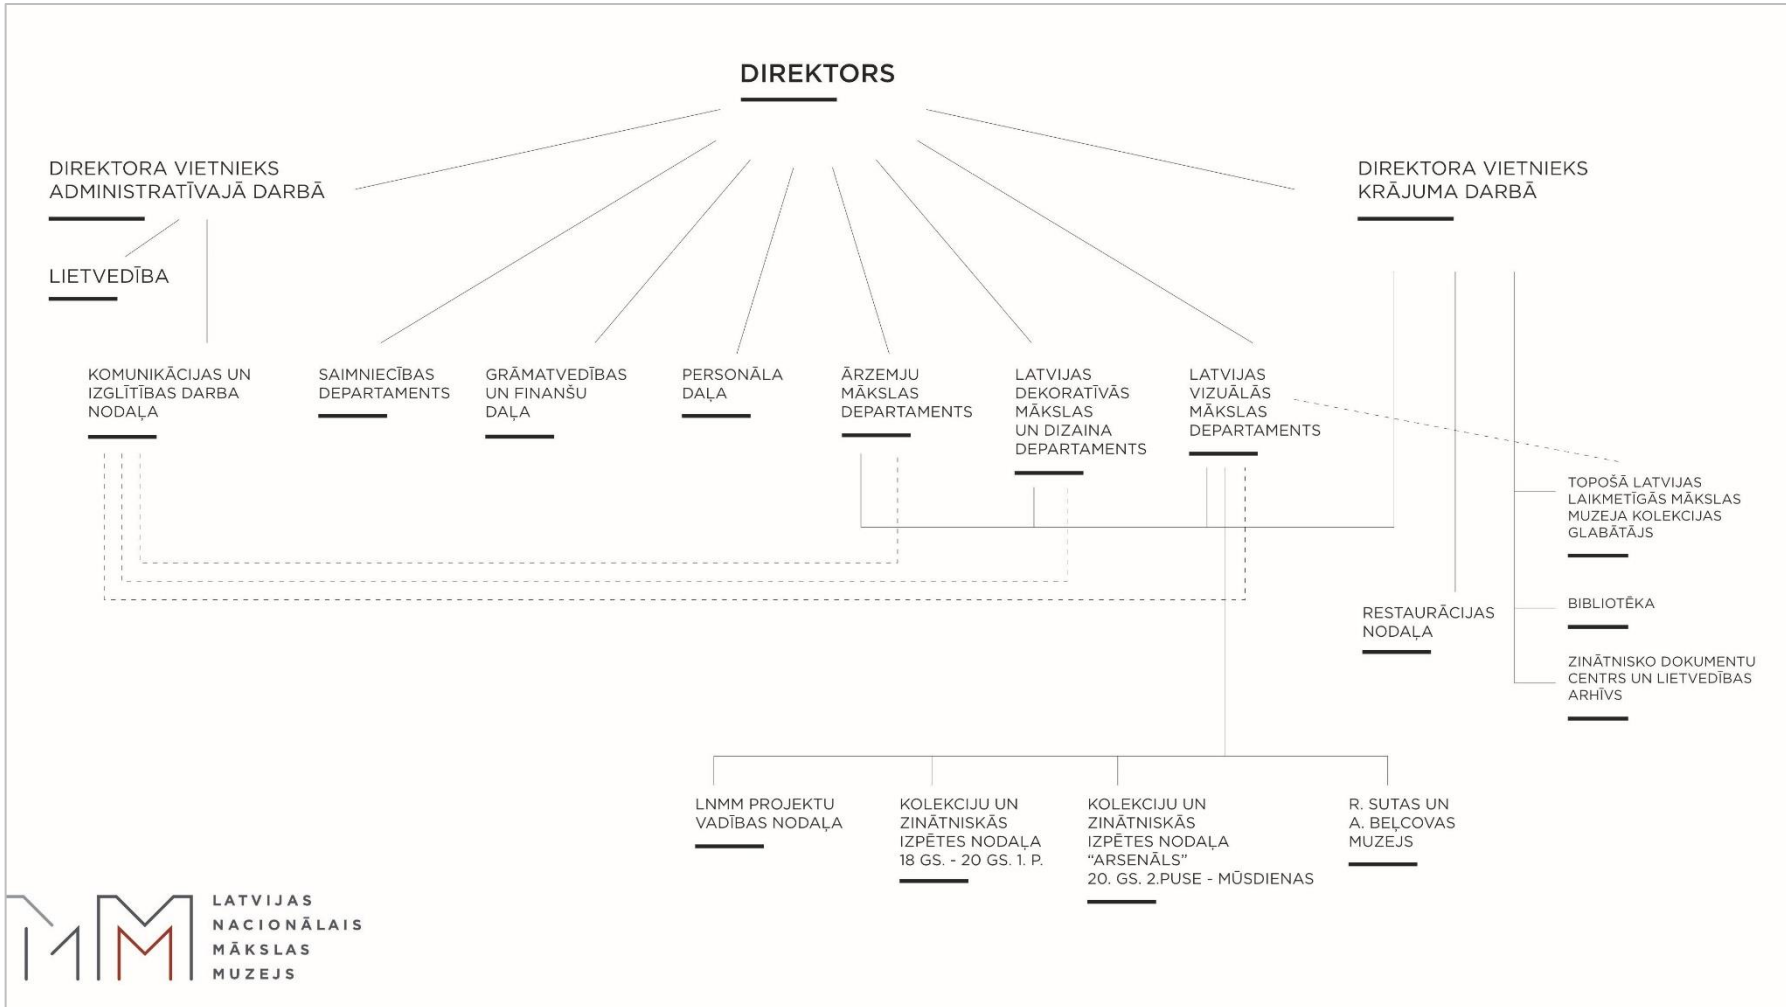 DIREKTORS
DIREKTORA VIETNIEKS
ADMINISTRATĪVAJĀ DARBĀ
DIREKTORA VIETNIEKS
KRĀJUMA DARBĀ
LIETVEDĪBA
KOMUNIKĀCIJAS UN
IZGLĪTĪBAS DARBA
NODAĻA
SAIMNIECĪBAS
DEPARTAMENTS
GRĀMATVEDĪBAS
UN FINANŠU
DAĻA
PERSONĀLA
DAĻA
ĀRZEMJU
MĀKSLAS
DEPARTAMENTS
LATVIJAS
DEKORATĪVĀS
MĀKSLAS
UN DIZAINA
DEPARTAMENTS
LATVIJAS
VIZUĀLĀS
MĀKSLAS
DEPARTAMENTS
TOPOŠĀ LATVIJAS
LAIKMETĪGĀS MĀKSLAS
MUZEJA KOLEKCIJAS
GLABĀTĀJS
BIBLIOTĒKA
RESTAURĀCIJAS
NODAĻA
ZINĀTNISKO DOKUMENTU
CENTRS UN LIETVEDĪBAS
ARHĪVS
LNMM PROJEKTU
VADĪBAS NODAĻA
KOLEKCIJU UN
ZINĀTNISKĀS
IZPĒTES NODAĻA
18 GS. - 20 GS. 1. P.
KOLEKCIJU UN
ZINĀTNISKĀS
IZPĒTES NODAĻA
“ARSENĀLS”
20. GS. 2.PUSE - MŪSDIENAS
R. SUTAS UN
A. BEĻCOVAS
MUZEJS
LATVIJAS
NACIONĀLAIS
MĀKSLAS
MUZEJS